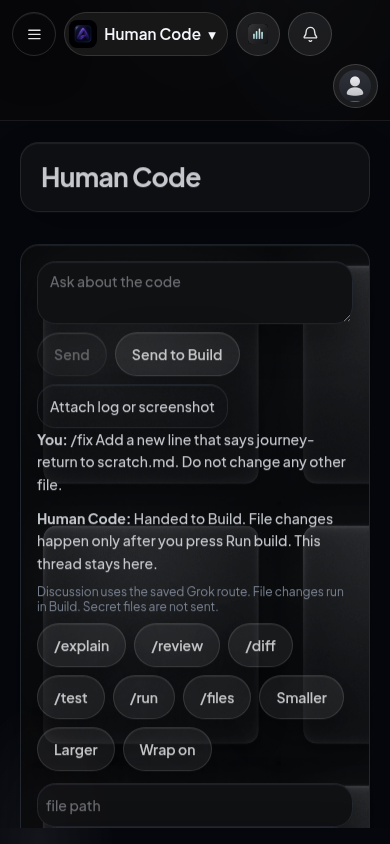 Human Code ▾
Human Code
Ask about the code
Send
Send to Build
Attach log or screenshot
You: /fix Add a new line that says journey-
return to scratch.md. Do not change any other
file.
Human Code: Handed to Build. File changes
happen only after you press Run build. This
thread stays here.
Discussion uses the saved Grok route. File changes run
in Build. Secret files are not sent.
/explain
/review
/diff
/test
/run
/files
Smaller
Larger
Wrap on
file path